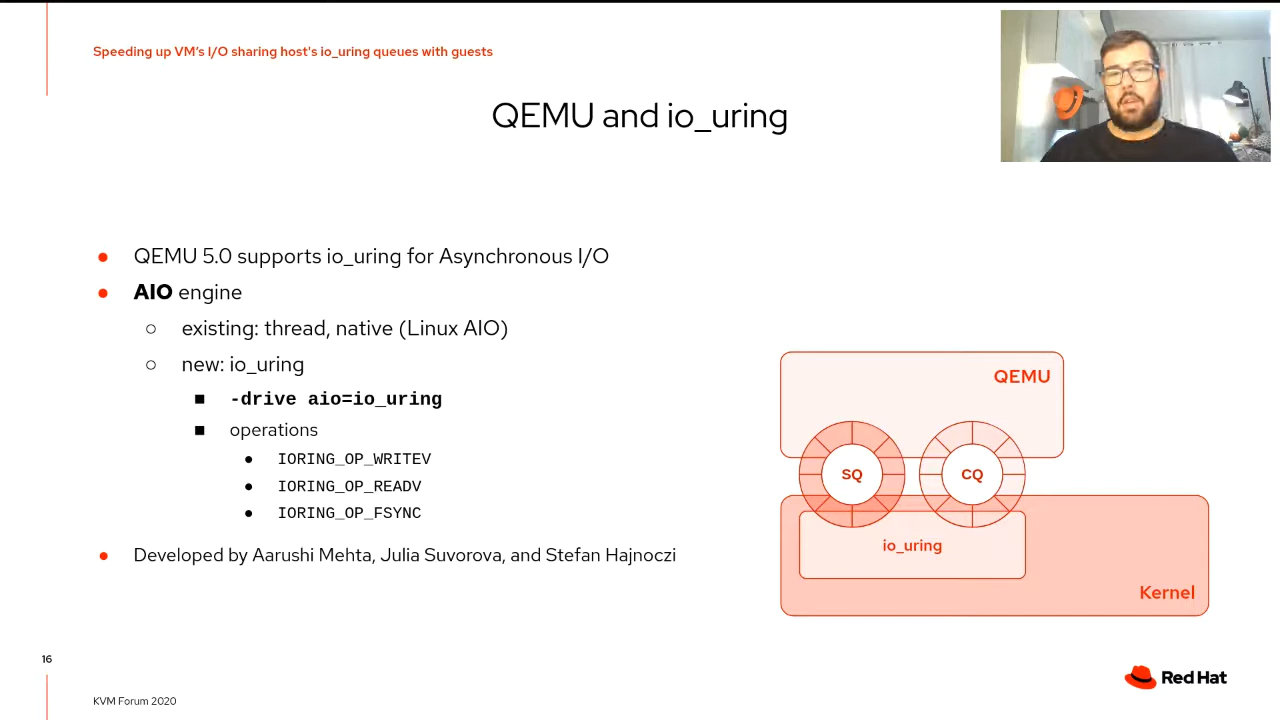 Speeding up VM’s I/O sharing host's io_uring queues with guests
QEMU and io_uring
QEMU 5.0 supports io_uring for Asynchronous I/O
AIO engine
existing: thread, native (Linux AIO)
new: io_uring
-drive aio=io_uring
operations
IORING_OP_WRITEV
IORING_OP_READV
IORING_OP_FSYNC
Developed by Aarushi Mehta, Julia Suvorova, and Stefan Hajnoczi
QEMU
SQ
CQ
io_uring
Kernel
16
Red Hat
KVM Forum 2020